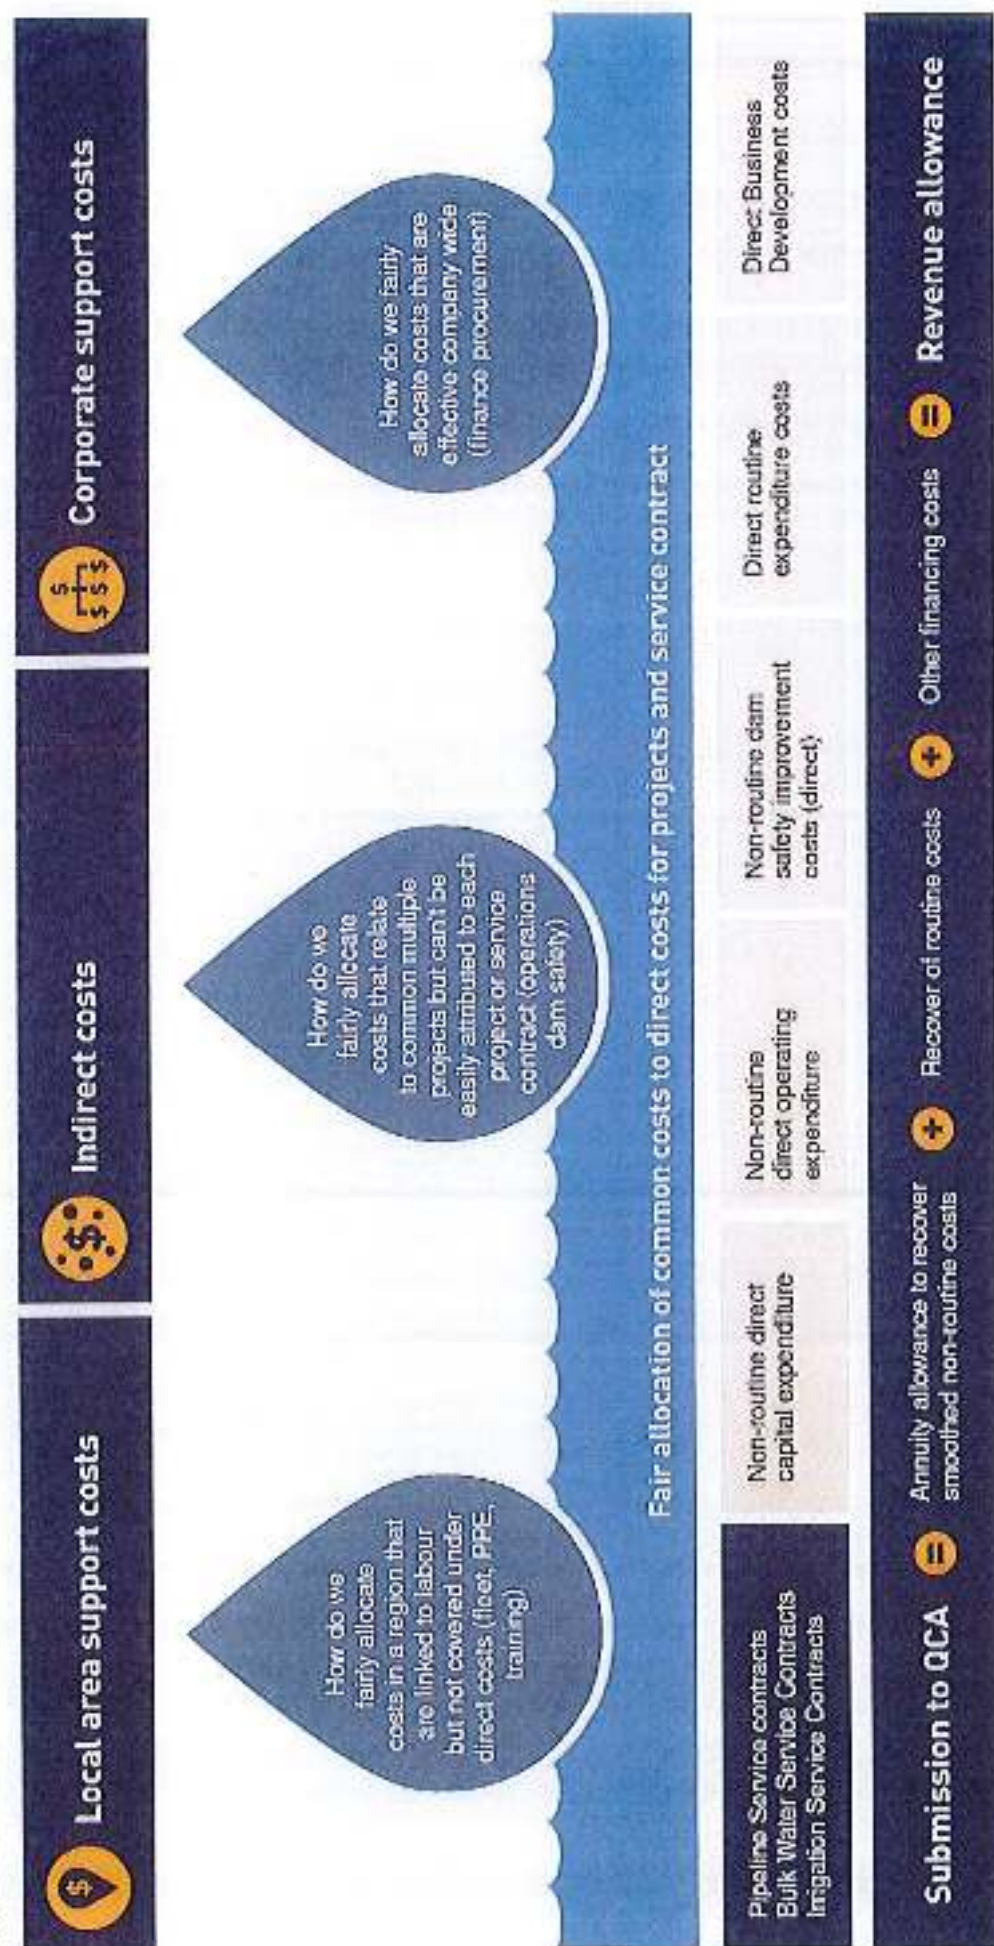 Local area support costs
Indirect costs
Corporate support costs
How do we
fairly allocate
costs in a region that
are linked to labour
but not covered under
direct costs (fleet, PPE,
training)
How do we
fairly allocate
costs that relate
to common multiple
projects but can't be
easily attributed to each
project or service
contract (operations
dam safety)
How do we fairly
allocate costs that are
effective company wide
(finance procurement)
Fair allocation of common costs to direct costs for projects and service contract
Pipeline Service contracts
Bulk Water Service Contracts
Irrigation Service Contracts
Non-routine direct
capital expenditure
Non-routine
direct operating
expenditure
Non-routine dam
safety improvement
costs (direct)
Direct routine
expenditure costs
Direct Business
Development costs
Submission to QCA = Annuity allowance to recover
smoothed non-routine costs + Recover of routine costs + Other financing costs = Revenue allowance